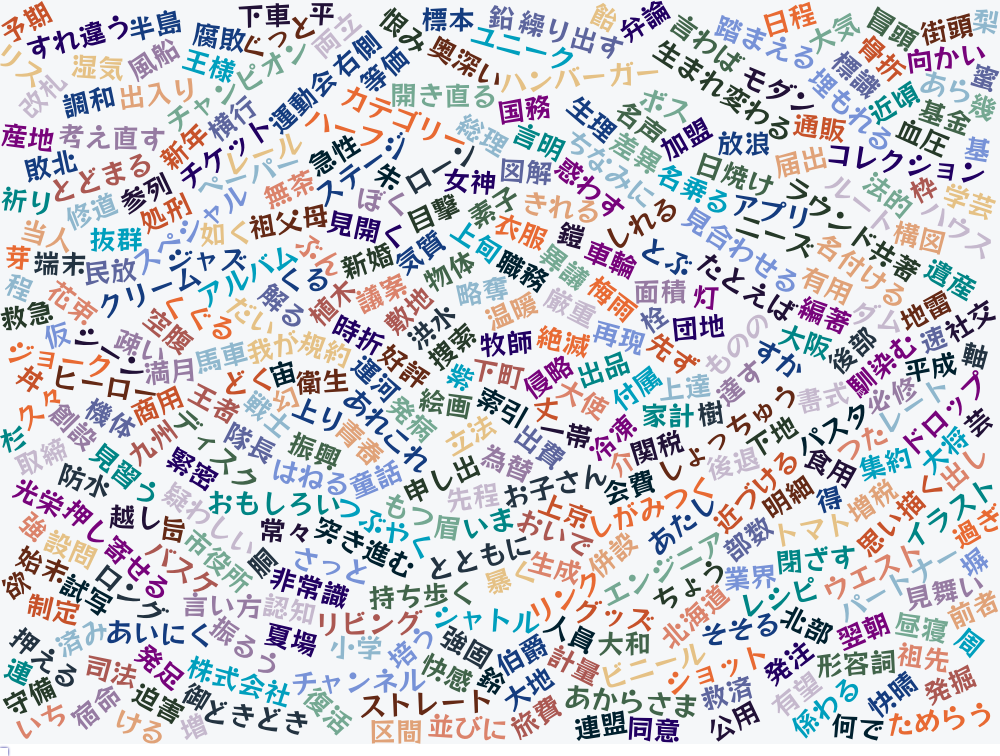 予期
すれ違う
半島
下車
と
平
恨み
標本
鉛
繰り出す
飴
弁論
言わば
踏まえる
日程
大気
冒頭
街頭
梨
リス
湿気
風船
腐敗
ぐっと
両立
右側
奥深い
ユニーク
ハンバーガー
生まれ変わる
モダン
標識
骨折
向かい
蜜
改札
調和
出入り
王様
チャンピオン
運動会
等価
開き直る
国務
生理
名声
ボス
埋もれる
近頃
あら
幾
産地
考え直す
新年
横行
カテゴリー
総理
言明
ちなみに
差異
加盟
放浪
通販
血圧
基金
基
敗北
とどまる
チケット
レール
ハーフ
急性
ステージ
朱
ローン
女神
図解
惑わす
名乗る
日焼け
届出
コレクション
祈り
修道
参列
処刑
ペーパー
無茶
ぼく
目撃
素子
きれる
しれる
アプリ
ラウンド
ルート
法的
枠
学芸
当人
抜群
スペシャル
如く
祖父母
見開く
気質
上旬
衣服
鎧
車輪
とぶ
見合わせる
ニーズ
名付ける
共著
構図
ハウス
芽
端末
民放
ジャズ
アルバム
ぶん
新婚
物体
職務
審議
梅雨
面積
灯
たとえば
有用
遺産
程
花束
クリーム
くぐる
だい
解る
くる
植木
議案
敷地
洪水
略奪
温暖
厳重
再現
栓
団地
編著
ダム
地雷
社交
救急
仮
ジーンズ
疎い
空腹
満月
馬車
我が
規約
時折
好評
捜索
牧師
絶滅
先ず
ものの
大阪
後部
速
馴染む
平成
軸
ジョーク
丼
ヒーロー
商用
王者
どく
宙
衛生
運河
紫
下町
侵略
出品
付属
上達
達す
すか
書式
必修
レート
ドロップ
久々
杉
創設
機体
九州
ディスク
戦士
幻
上り
あれこれ
発病
絵画
索引
丈
大使
冷凍
家計
樹
しょっちゅう
下地
パスタ
つた
大将
芸
取締
見習う
緊密
隊長
振興
青春
立法
出費
一帯
介
関税
後退
近づける
食用
集約
出し
防水
疑わしい
はねる
童話
申し出
為替
お子さん
会費
明細
得
増税
思い描く
イラスト
光栄
押し寄せる
越し
旨
おもしろい
つぶやく
もつ
眉
先程
いま
おいで
上京
しがみつく
あたし
部数
トマト
過ぎ
強
設問
バスケ
市役所
胴
常々
突き進む
とともに
生成
併設
エンジニア
業界
閉ざす
ウエスト
塀
始末
容
試写
ロング
さっと
非常識
持ち歩く
暴く
リング
ちょう
レシピ
パートナー
見舞い
制定
言い方
認知
リビング
シャトル
グッズ
北海道
そそる
北部
翌朝
昼寝
前者
周
押える
済み
あいにく
振るう
夏場
小学
培う
強固
伯爵
人員
大和
連
司法
発足
株式会社
チャンネル
快感
鈴
大地
計量
ビニール
ショット
発注
形容詞
祖先
守備
宿命
迫害
御
どきどき
復活
ストレート
あからさま
救済
有望
係わる
快晴
発掘
いち
ける
増
区間
並びに
旅費
連盟
同意
公用
何で
ためらう